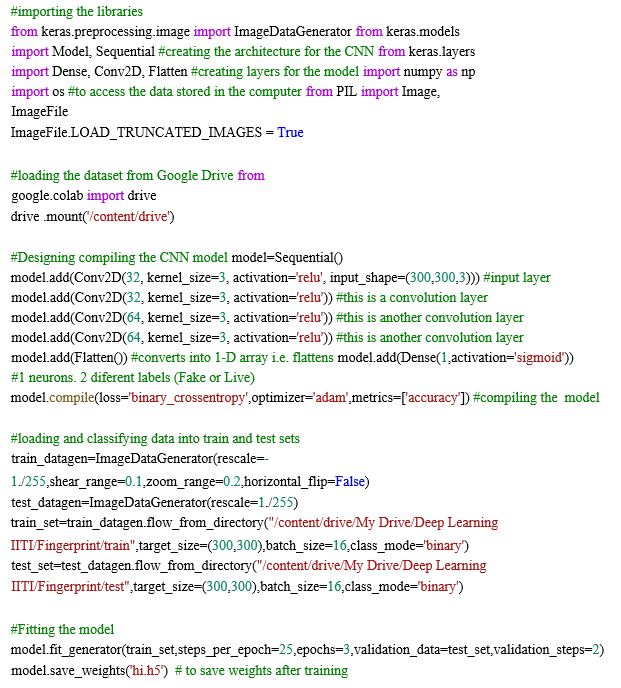 #importing the libraries
from keras.preprocessing.image import ImageDataGenerator from keras.models
import Model, Sequential #creating the architecture for the CNN from keras.layers
import Dense, Conv2D, Flatten #creating layers for the model import numpy as np
import os #to access the data stored in the computer from PIL import Image,
ImageFile
ImageFile.LOAD_TRUNCATED_IMAGES = True
#loading the dataset from Google Drive from
google.colab import drive
drive .mount('/content/drive')
#Designing compiling the CNN model model=Sequential()
model.add(Conv2D(32, kernel_size=3, activation='relu', input_shape=(300,300,3))) #input layer
model.add(Conv2D(32, kernel_size=3, activation='relu')) #this is a convolution layer
model.add(Conv2D(64, kernel_size=3, activation='relu')) #this is another convolution layer
model.add(Conv2D(64, kernel_size=3, activation='relu')) #this is another convolution layer
model.add(Flatten()) #converts into 1-D array i.e. flattens model.add(Dense(1,activation='sigmoid'))
#1 neurons. 2 diferent labels (Fake or Live)
model.compile(loss='binary_crossentropy',optimizer='adam',metrics=['accuracy']) #compiling the  model
#loading and classifying data into train and test sets
train_datagen=ImageDataGenerator(rescale=-
1./255,shear_range=0.1,zoom_range=0.2,horizontal_flip=False)
test_datagen=ImageDataGenerator(rescale=1./255)
train_set=train_datagen.flow_from_directory("/content/drive/My Drive/Deep Learning
IITI/Fingerprint/train",target_size=(300,300),batch_size=16,class_mode='binary')
test_set=test_datagen.flow_from_directory("/content/drive/My Drive/Deep Learning
IITI/Fingerprint/test",target_size=(300,300),batch_size=16,class_mode='binary')
#Fitting the model
model.fit_generator(train_set,steps_per_epoch=25,epochs=3,validation_data=test_set,validation_steps=2)
model.save_weights('hi.h5')  # to save weights after training